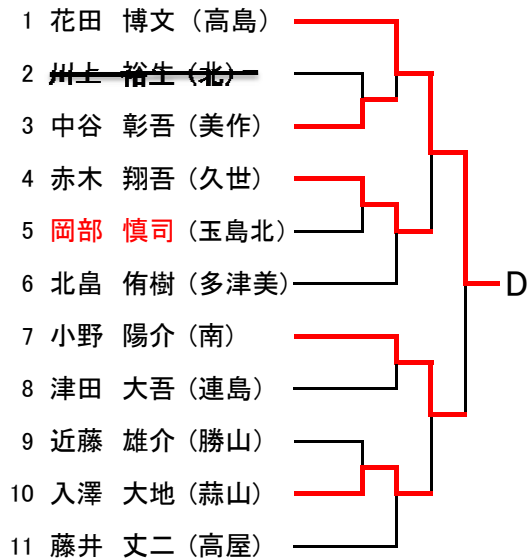 1 花田 博文 (高島)
2 川上 裕生 (北)
3 中谷 彰吾 (美作)
4 赤木 翔吾 (久世)
5 岡部 慎司 (玉島北)
6 北畠 侑樹 (多津美)
7 小野 陽介 (南)
8 津田 大吾 (連島)
9 近藤 雄介 (勝山)
10 入澤 大地 (蒜山)
11 藤井 丈二 (高屋)
D